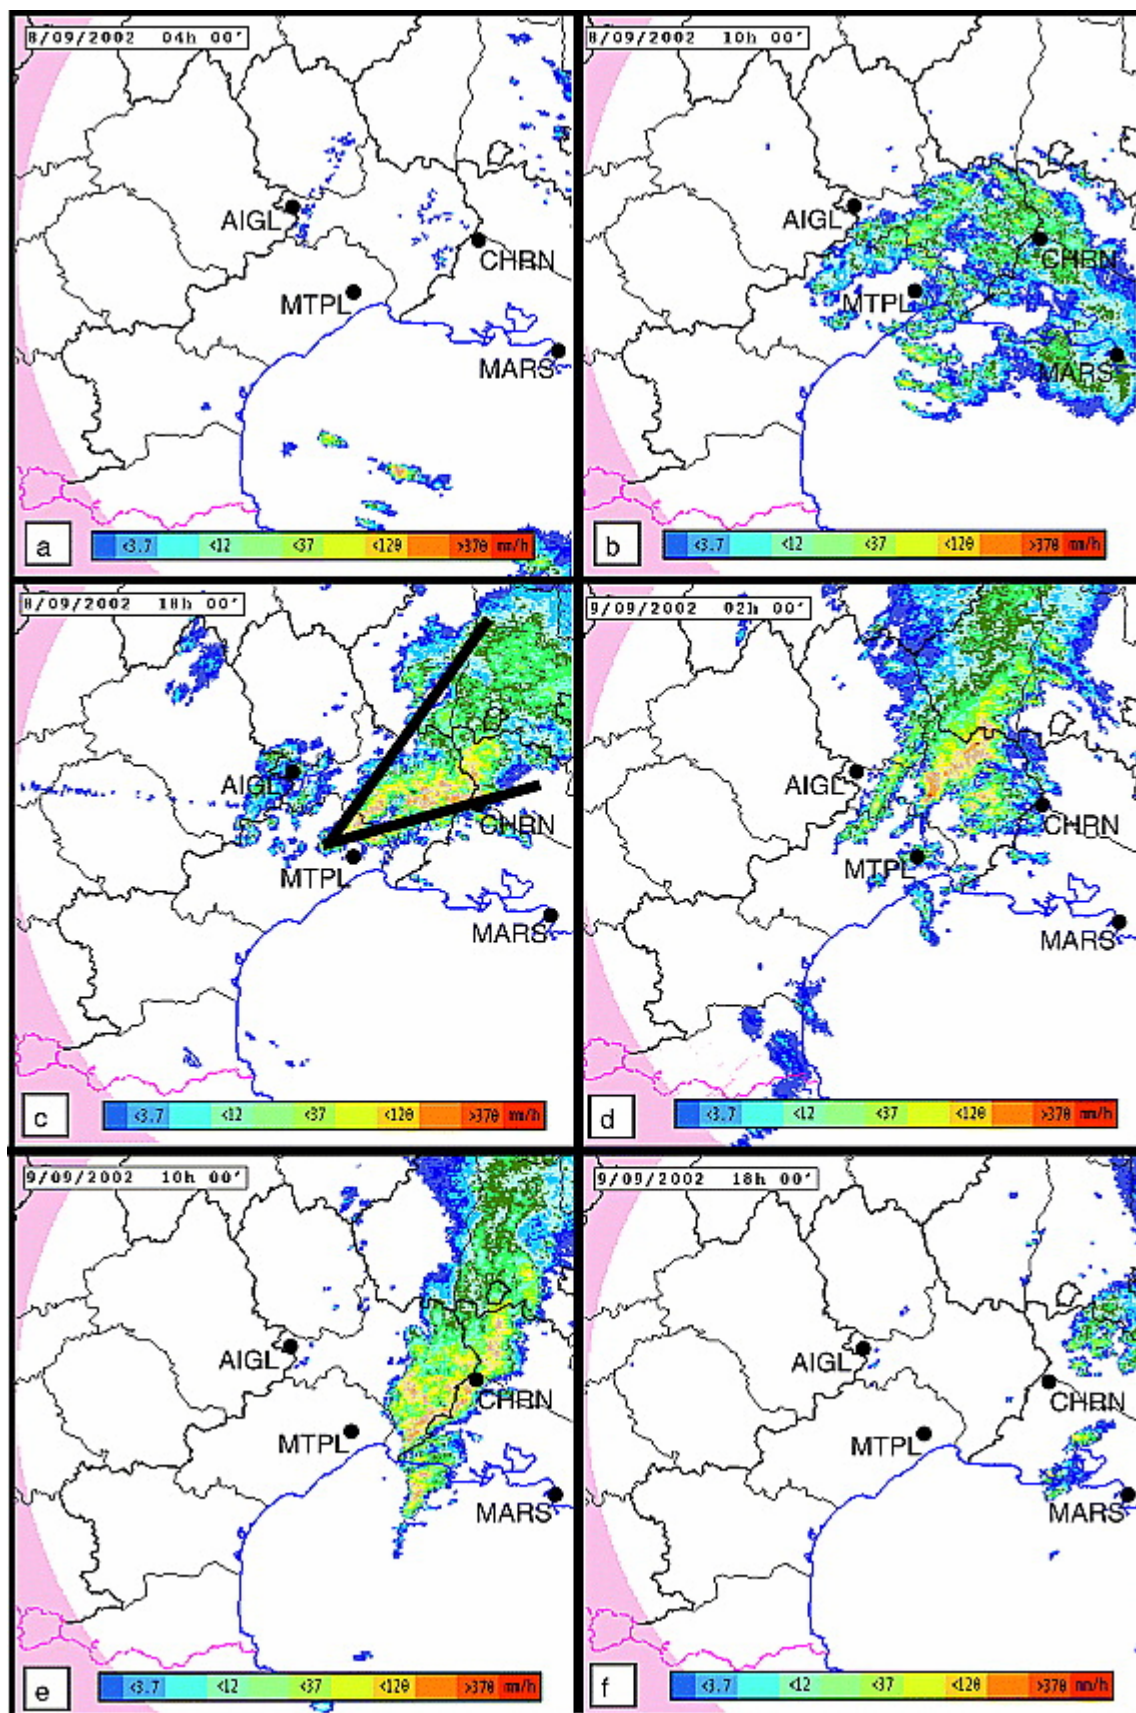 8/09/2002 04h 00'
AIGL
CHRN
MTPL
MARS
a
<3.7 <12 <37 <120 >370 mm/h
8/09/2002 10h 00'
AIGL
CHRN
MTPL
MARS
b
<3.7 <12 <37 <120 >370 mm/h
8/09/2002 18h 00'
AIGL
CHRN
MTPL
MARS
c
<3.7 <12 <37 <120 >370 mm/h
9/09/2002 02h 00'
AIGL
CHRN
MTPL
MARS
d
<3.7 <12 <37 <120 >370 mm/h
9/09/2002 10h 00'
AIGL
CHRN
MTPL
MARS
e
<3.7 <12 <37 <120 >370 mm/h
9/09/2002 18h 00'
AIGL
CHRN
MTPL
MARS
f
<3.7 <12 <37 <120 >370 mm/h